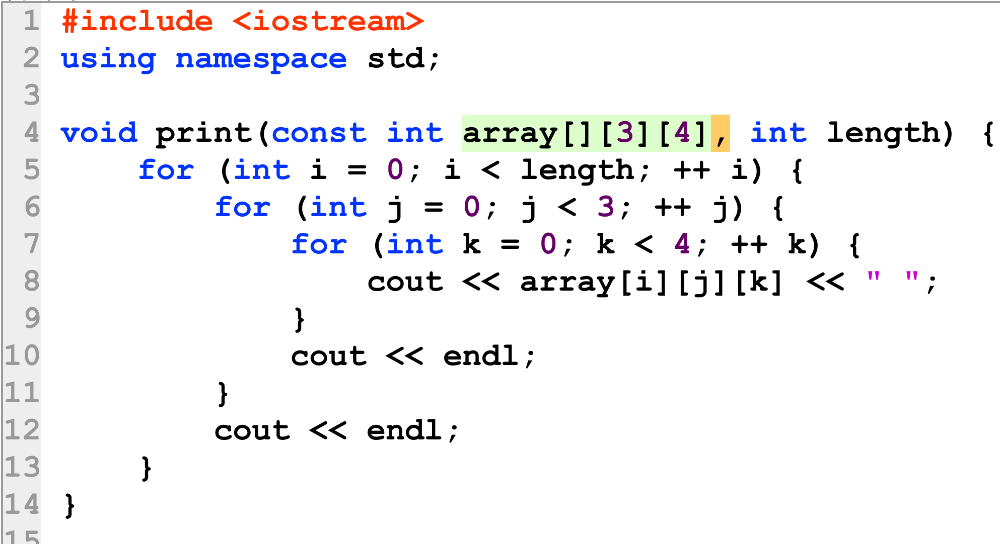 1 #include <iostream>
2 using namespace std;
3
4 void print(const int array[][3][4], int length) {
5     for (int i = 0; i < length; ++ i) {
6         for (int j = 0; j < 3; ++ j) {
7             for (int k = 0; k < 4; ++ k) {
8                 cout << array[i][j][k] << " ";
9             }
10             cout << endl;
11         }
12         cout << endl;
13     }
14 }
15